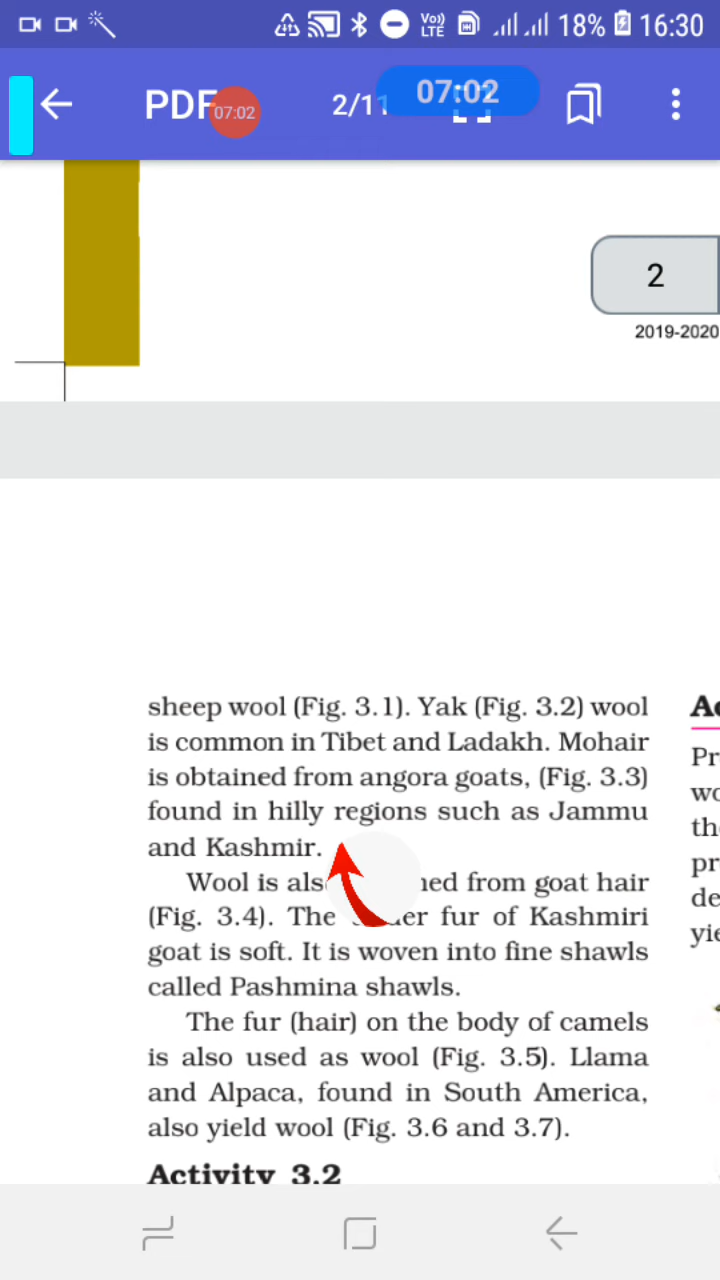 18% 16:30
PDF 07:02 2/11 07:02
2
2019-2020
sheep wool (Fig. 3.1). Yak (Fig. 3.2) wool
is common in Tibet and Ladakh. Mohair
is obtained from angora goats, (Fig. 3.3)
found in hilly regions such as Jammu
and Kashmir.
Wool is also from goat hair
(Fig. 3.4). The fur of Kashmiri
goat is soft. It is woven into fine shawls
called Pashmina shawls.
The fur (hair) on the body of camels
is also used as wool (Fig. 3.5). Llama
and Alpaca, found in South America,
also yield wool (Fig. 3.6 and 3.7).
Activity 3.2